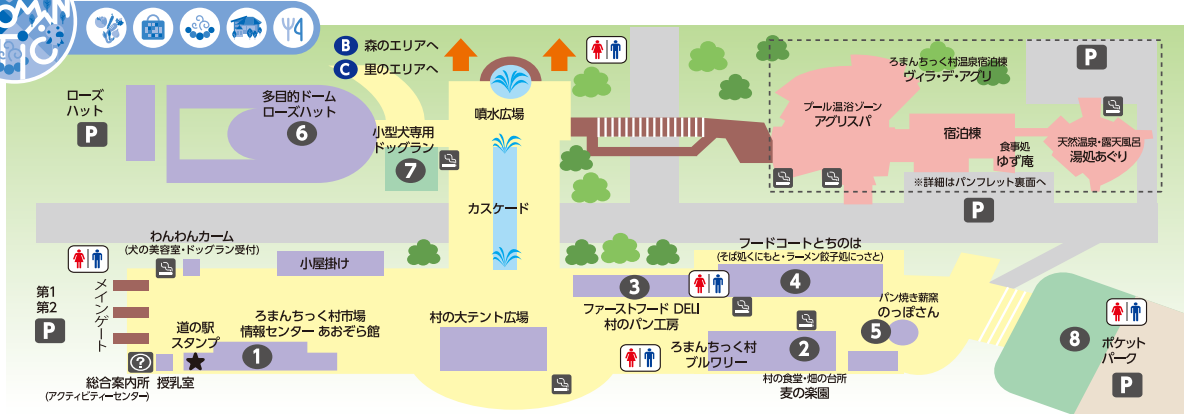 OMAN
TIC
B 森のエリアへ
C 里のエリアへ
ローズ
ハット
P
多目的ドーム
ローズハット
6
小型犬専用
ドッグラン
7
噴水広場
カスケード
ろまんちっく村温泉宿泊棟
ヴィラ・デ・アグリ
P
プール温浴ゾーン
アグリスパ
宿泊棟
食事処
ゆず庵
天然温泉・露天風呂
湯処あぐり
※詳細はパンフレット裏面へ
P
わんわんカーム
(犬の美容室・ドッグラン受付)
小屋掛け
第1
第2
P
メインゲート
道の駅
スタンプ
ろまんちっく村市場
情報センター あおぞら館
1
?
総合案内所
(アクティビティーセンター)
授乳室
村の大テント広場
フードコートとちのは
(そば処くにもと・ラーメン餃子処にっさと)
4
3
ファーストフード DELI
村のパン工房
ろまんちっく村
ブルワリー
2
村の食堂・畑の台所
麦の楽園
パン焼き薪窯
のっぽさん
5
8
ポケット
パーク
P